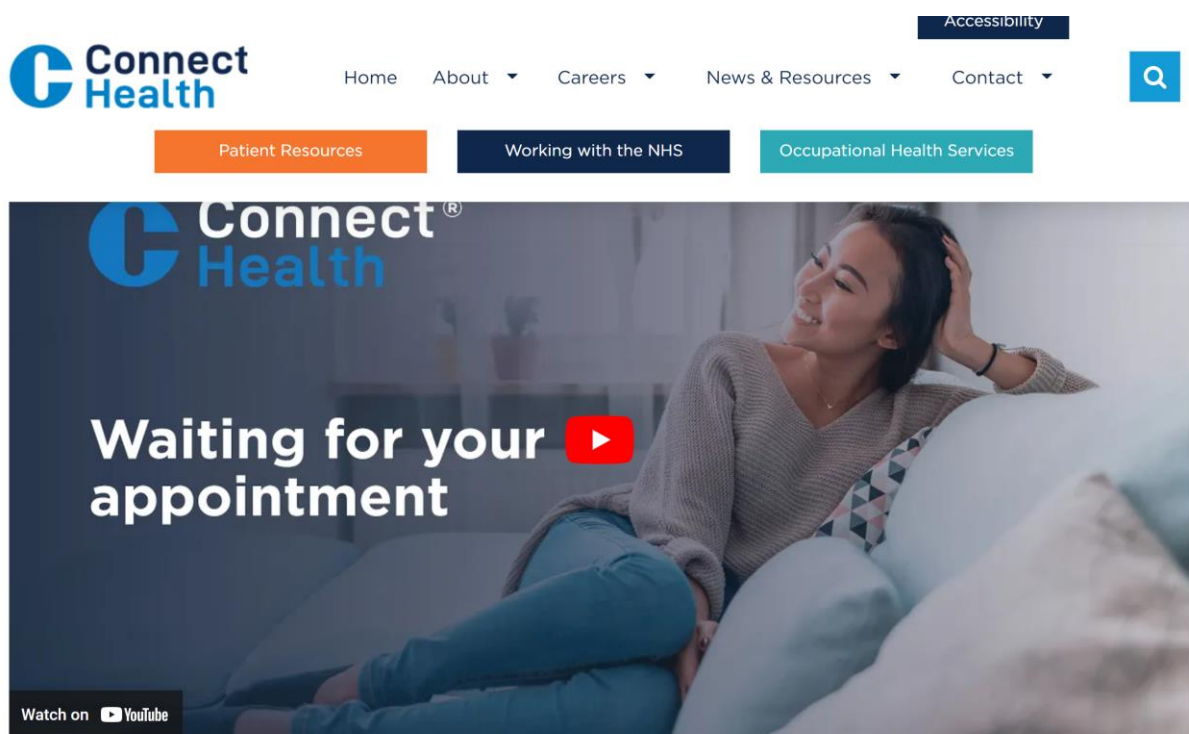 Accessibility
Connect
Health
Home About Careers News & Resources Contact
Patient Resources Working with the NHS Occupational Health Services
Connect®
Health
Waiting for your
appointment
Watch on YouTube